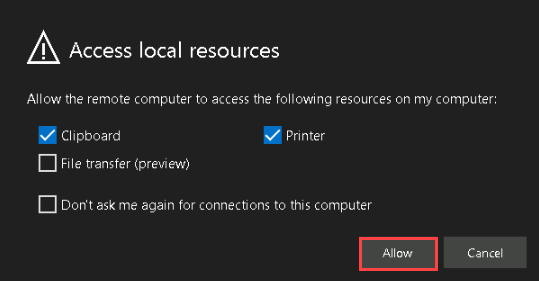 Access local resources
Allow the remote computer to access the following resources on my computer:
Clipboard Printer
File transfer (preview)
Don't ask me again for connections to this computer
Allow Cancel